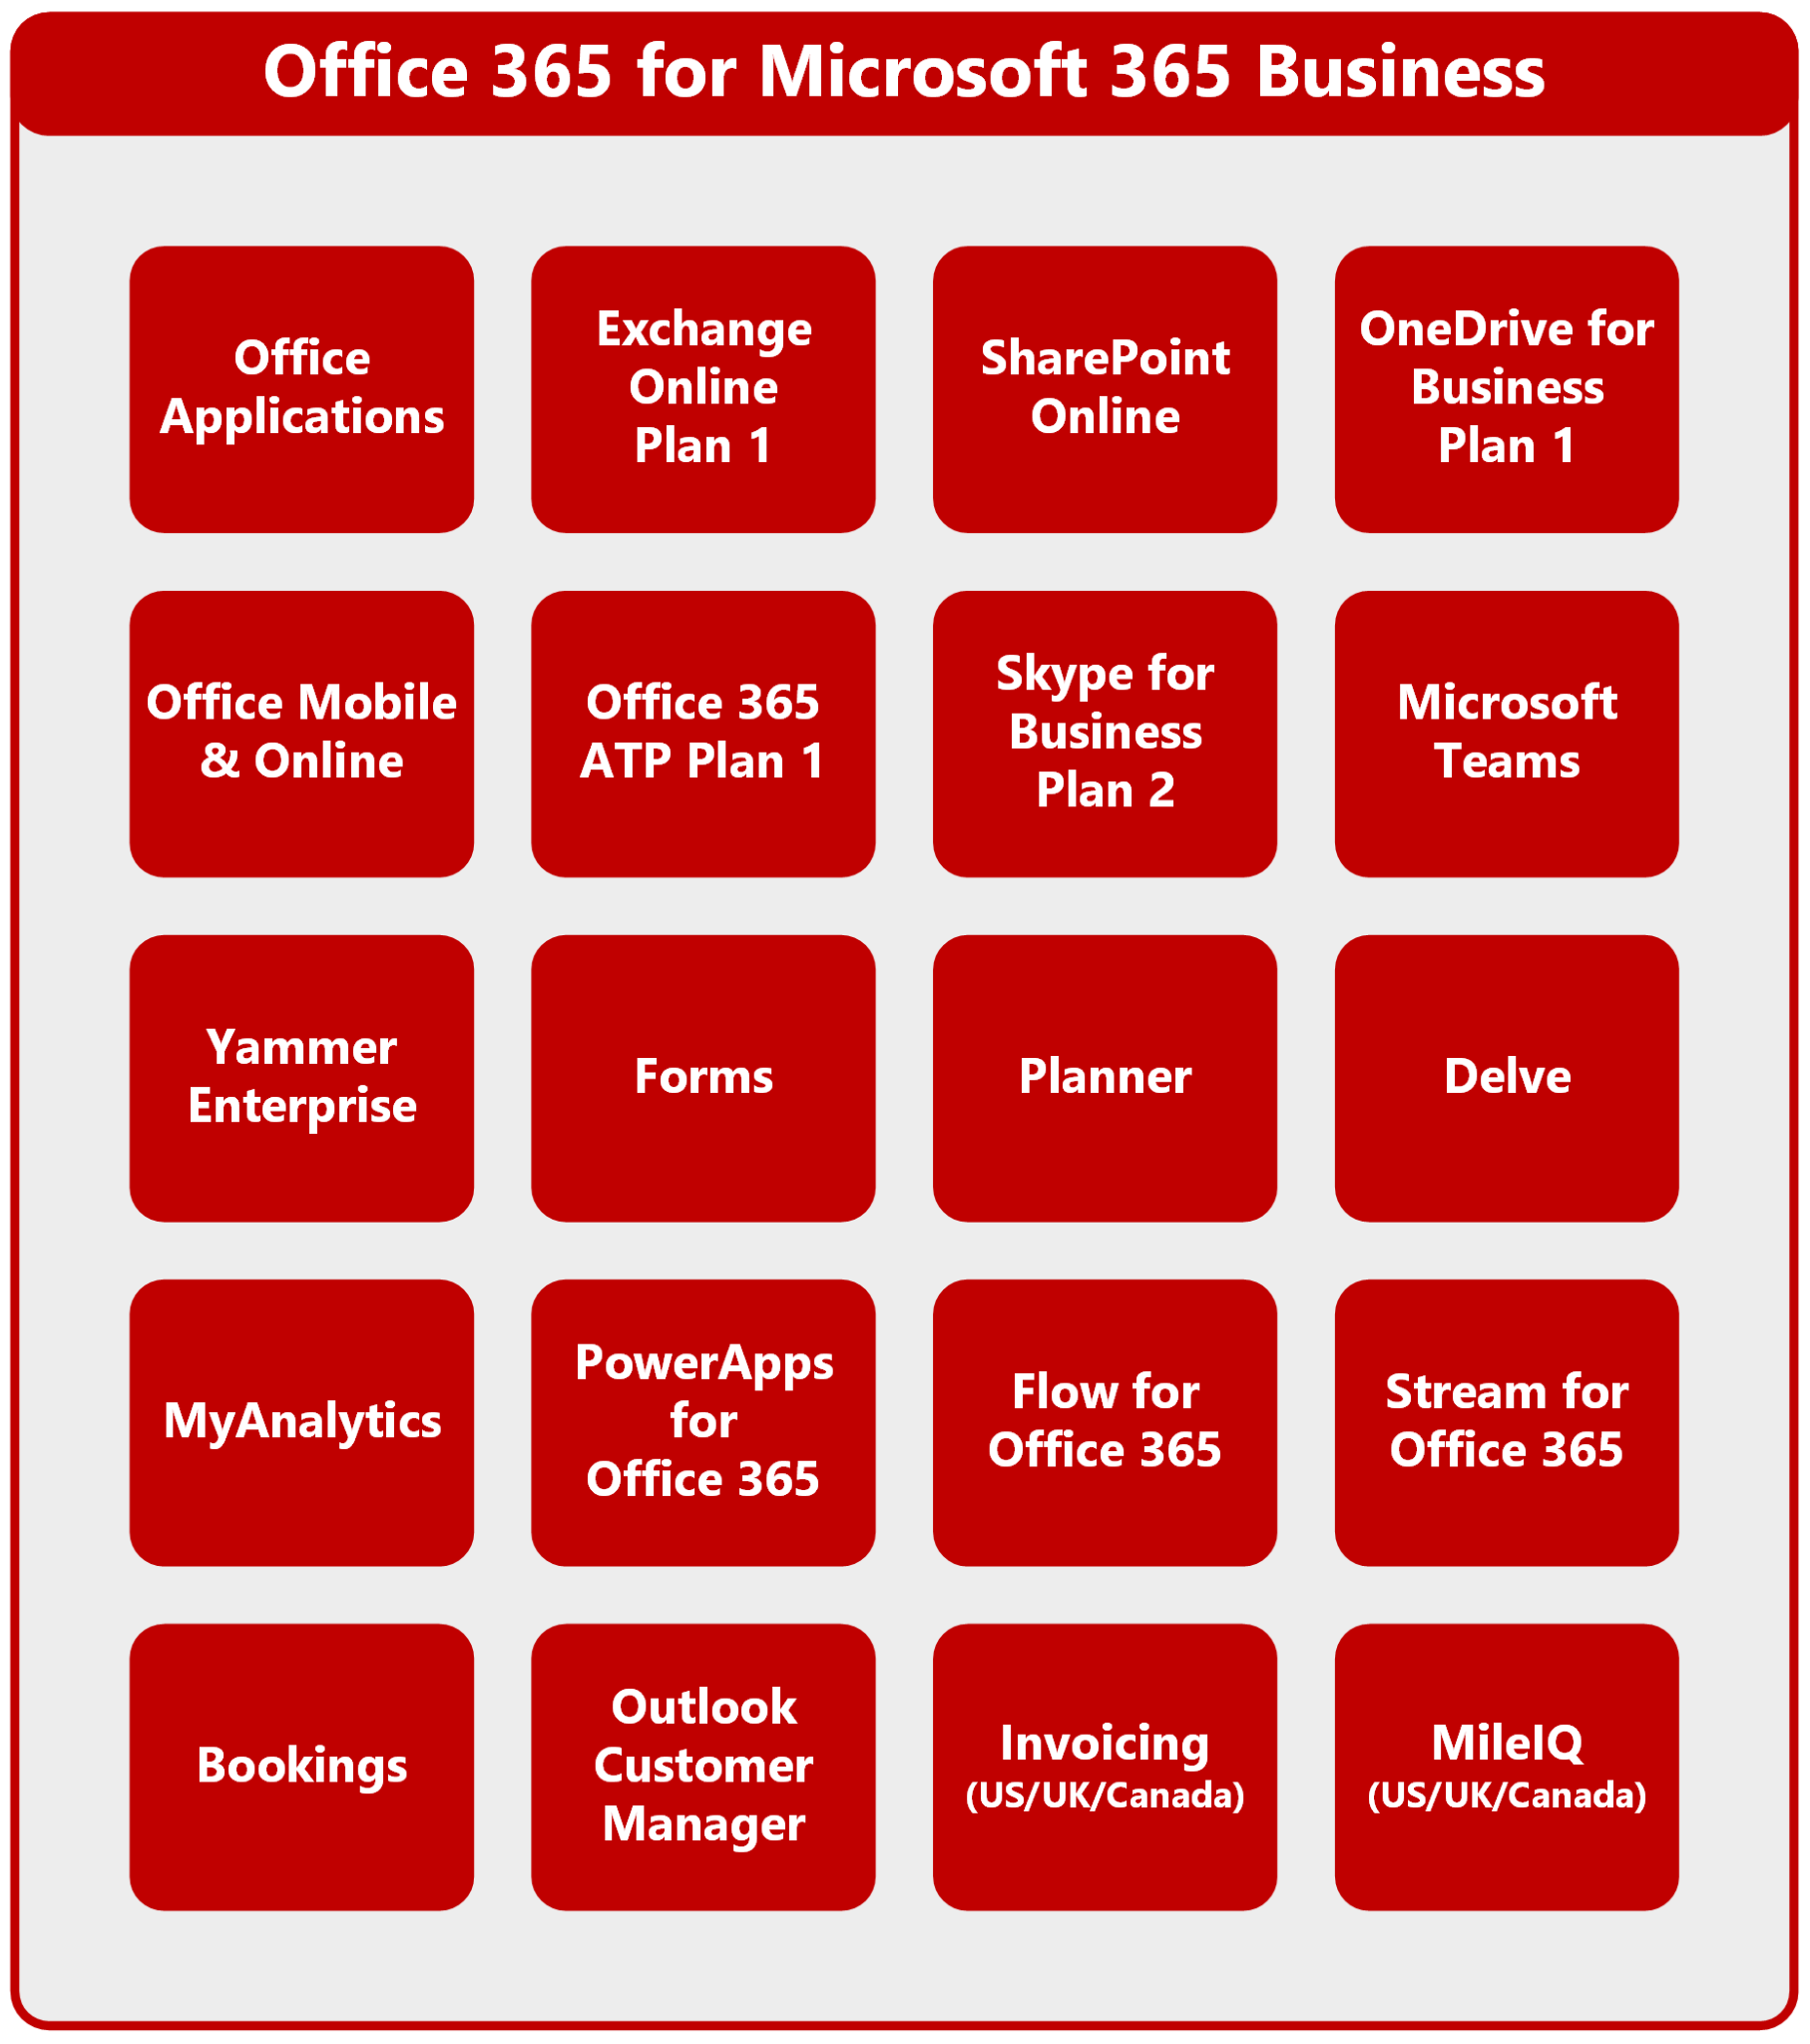 Office 365 for Microsoft 365 Business
Office
Applications
Exchange
Online
Plan 1
SharePoint
Online
OneDrive for
Business
Plan 1
Office Mobile
& Online
Office 365
ATP Plan 1
Skype for
Business
Plan 2
Microsoft
Teams
Yammer
Enterprise
Forms
Planner
Delve
MyAnalytics
PowerApps
for
Office 365
Flow for
Office 365
Stream for
Office 365
Bookings
Outlook
Customer
Manager
Invoicing
(US/UK/Canada)
MileIQ
(US/UK/Canada)